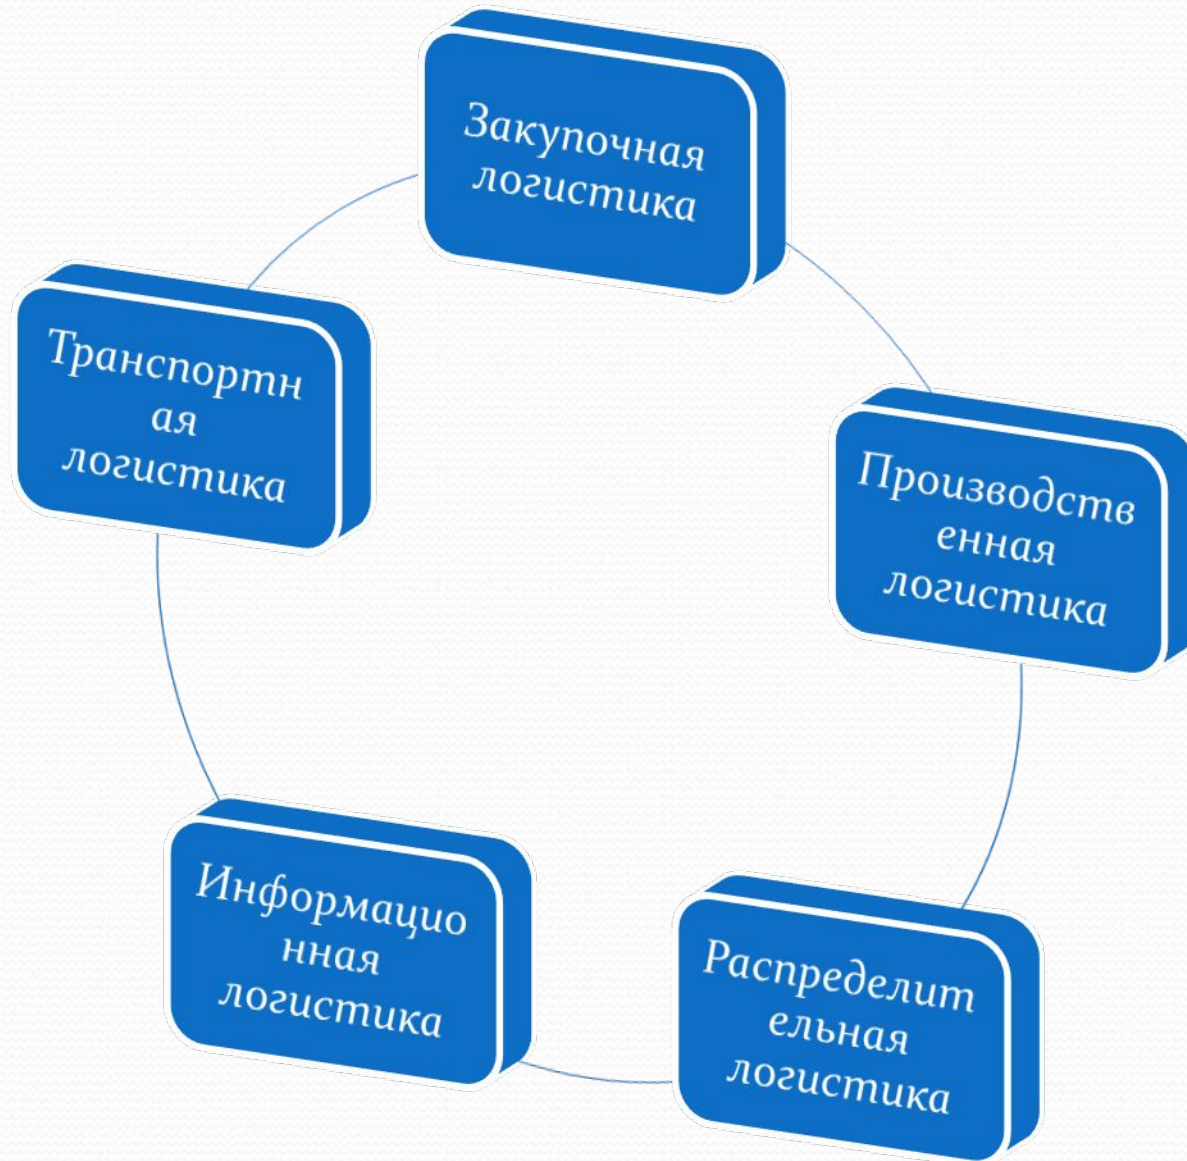 Закупочная
логистика
Транспортн
ая
логистика
Производств
енная
логистика
Информацио
нная
логистика
Распределит
ельная
логистика